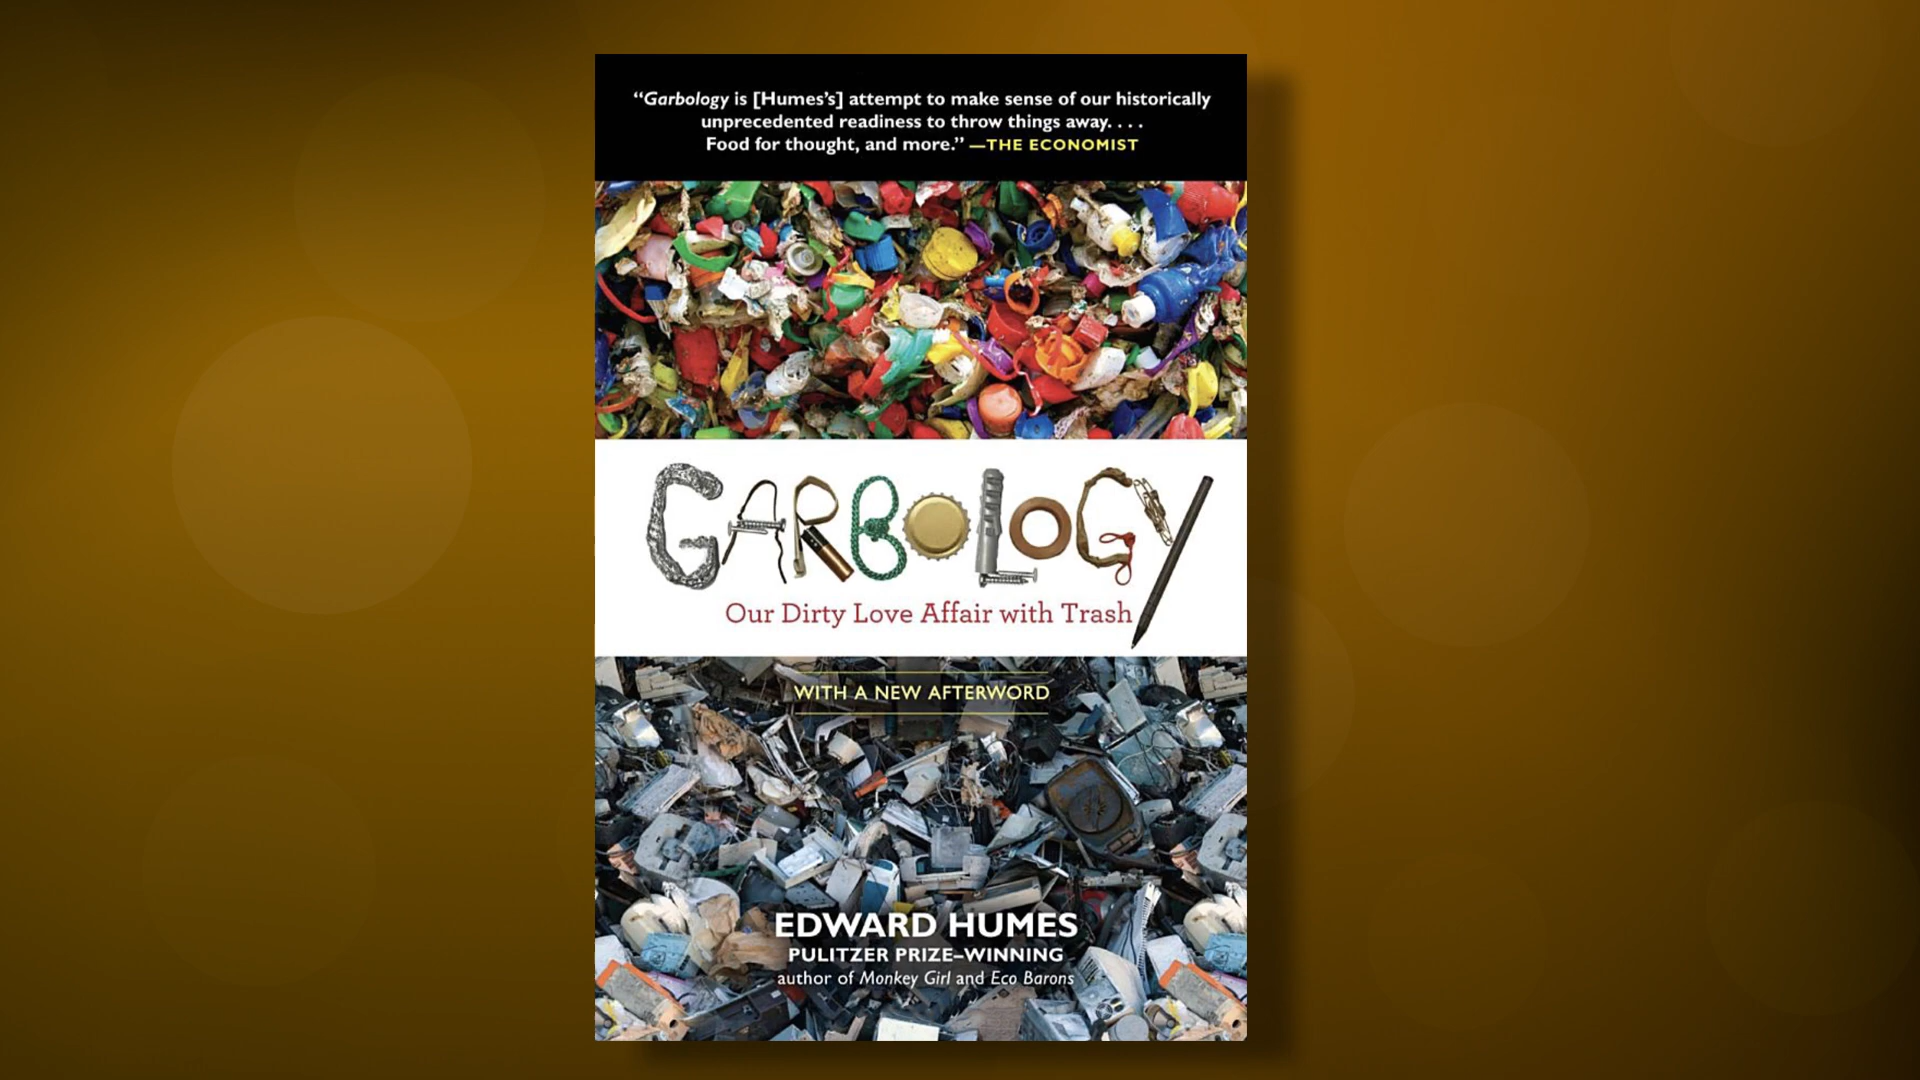 “Garbology is [Humes’s] attempt to make sense of our historically
unprecedented readiness to throw things away. . . .
Food for thought, and more.” —THE ECONOMIST
GARBOLOGY
Our Dirty Love Affair with Trash
WITH A NEW AFTERWORD
EDWARD HUMES
PULITZER PRIZE–WINNING
author of Monkey Girl and Eco Barons